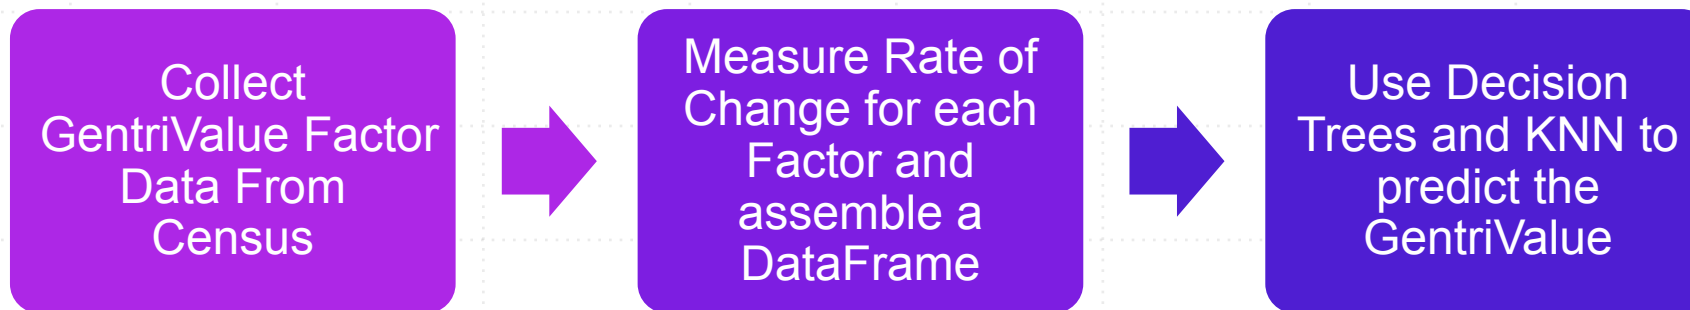 Collect
GentriValue Factor
Data From
Census
Measure Rate of
Change for each
Factor and
assemble a
DataFrame
Use Decision
Trees and KNN to
predict the
GentriValue